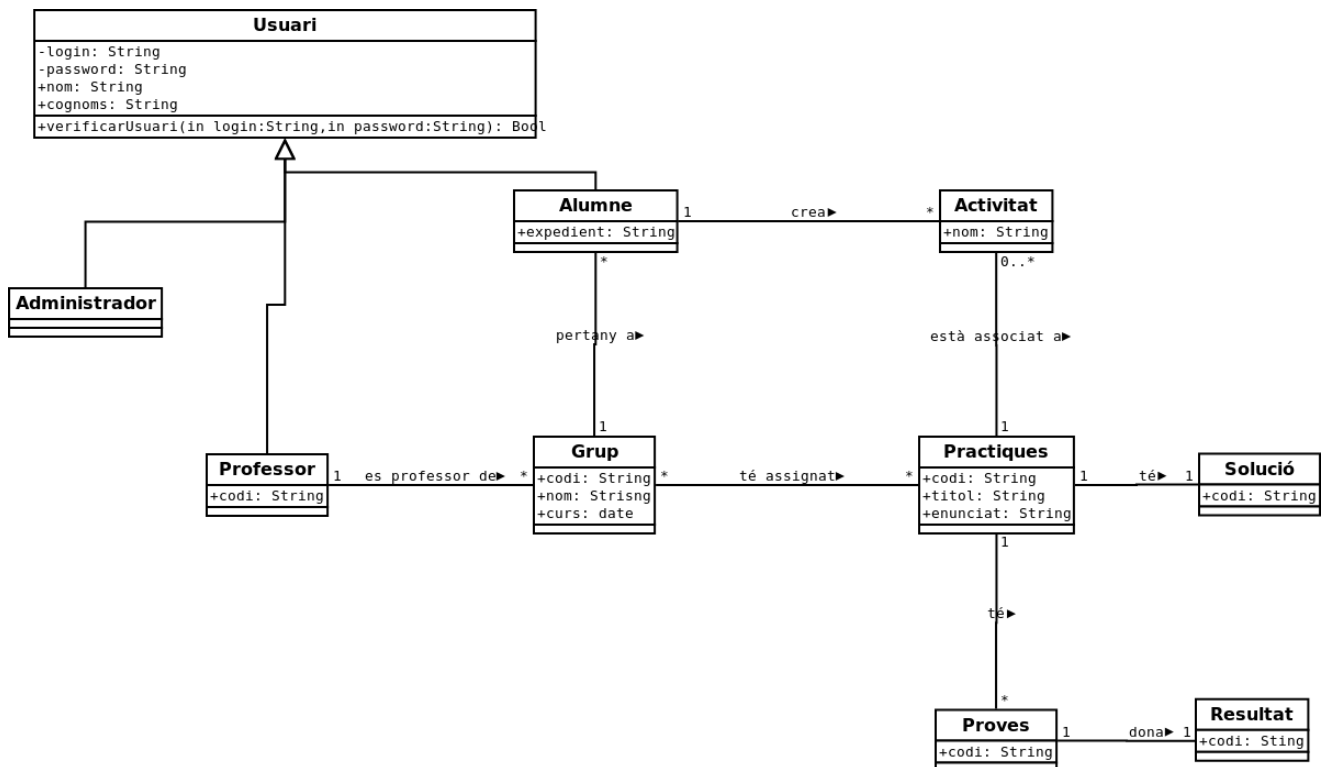 Usuari
-login: String
-password: String
+nom: String
+cognoms: String
+verificarUsuari(in login:String,in password:String): Bool
Alumne
+expedient: String
1
crea▶
*
Activitat
+nom: String
*
0..*
Administrador
pertany a▶
està associat a▶
1
1
Professor
+codi: String
1
es professor de▶
*
Grup
+codi: String
+nom: Strisng
+curs: date
*
té assignat▶
*
Practiques
+codi: String
+titol: String
+enunciat: String
1
té▶
1
Solució
+codi: String
1
té▶
*
Proves
+codi: String
1
dona▶
1
Resultat
+codi: Sting